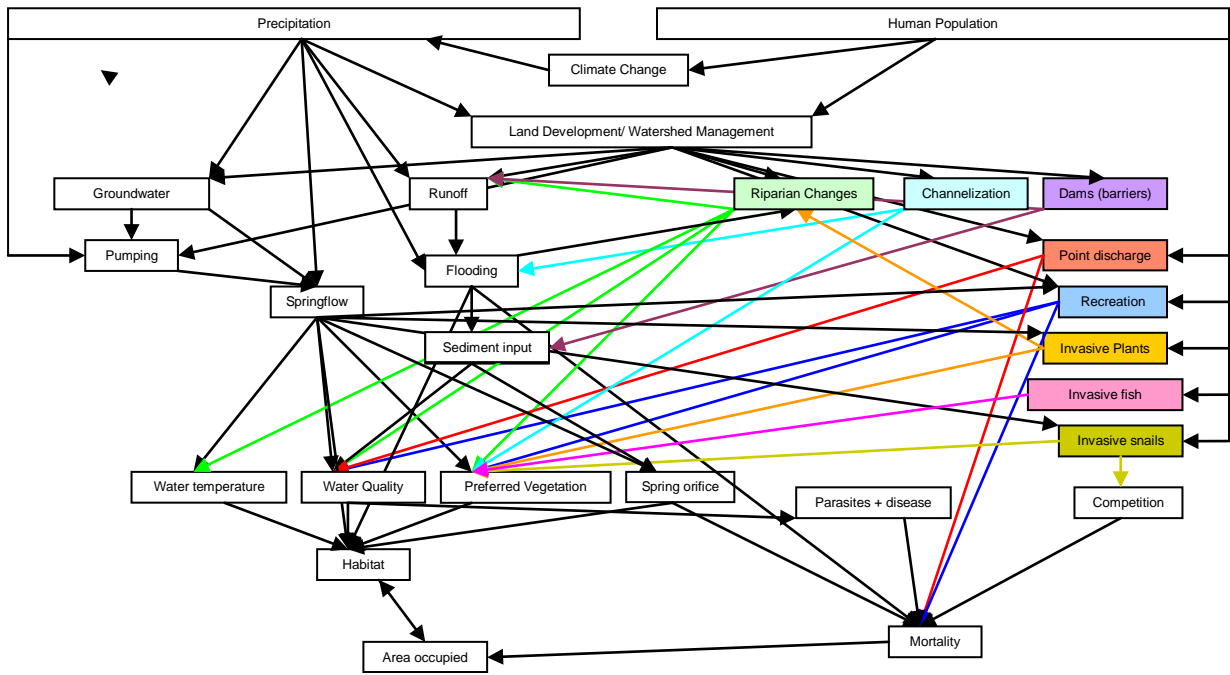 Precipitation
Human Population
Climate Change
Land Development/ Watershed Management
Groundwater
Runoff
Riparian Changes
Channelization
Dams (barriers)
Pumping
Flooding
Point discharge
Springflow
Recreation
Sediment input
Invasive Plants
Invasive fish
Invasive snails
Water temperature
Water Quality
Preferred Vegetation
Spring orifice
Parasites + disease
Competition
Habitat
Mortality
Area occupied